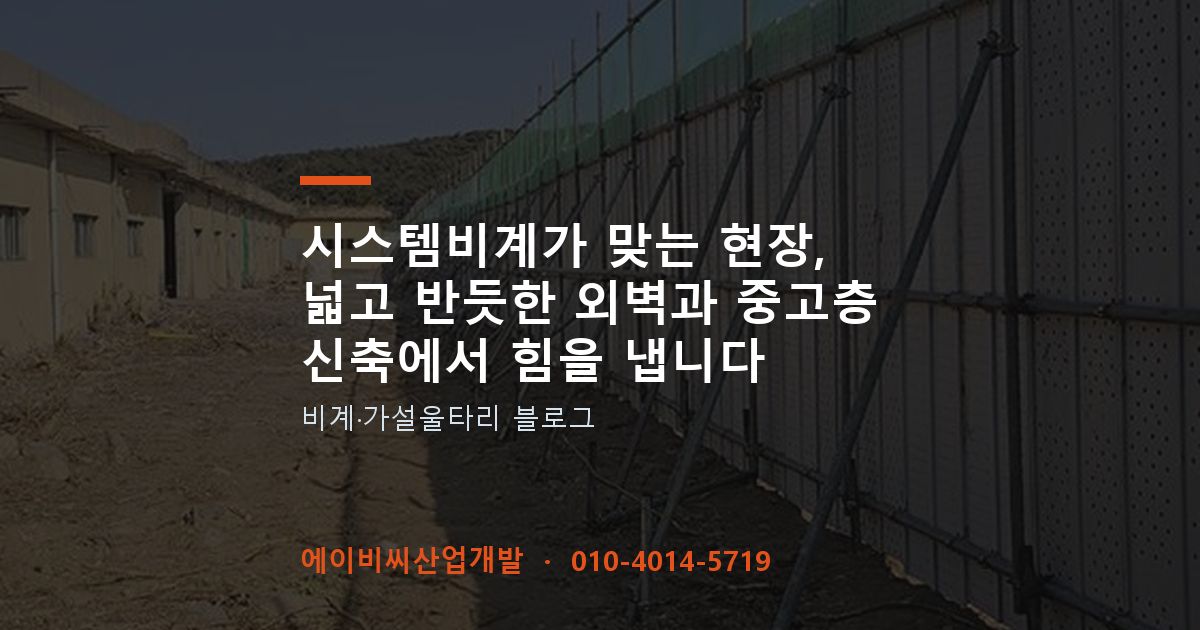 시스템비계가 맞는 현장,
넓고 반듯한 외벽과 중고층
신축에서 힘을 냅니다
비계·가설울타리 블로그
에이비씨산업개발 · 010-4014-5719